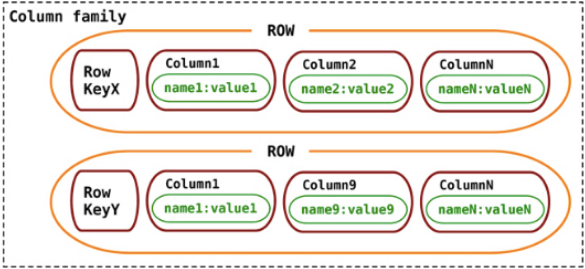 Column family
ROW
Row
KeyX
Column1
name1:value1
Column2
name2:value2
ColumnN
nameN:valueN
ROW
Row
KeyY
Column1
name1:value1
Column9
name9:value9
ColumnN
nameN:valueN